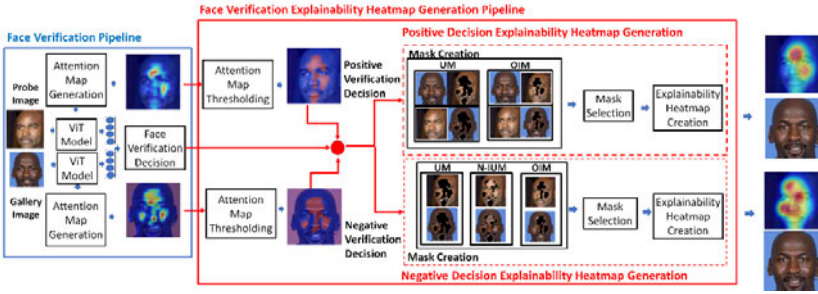 Face Verification Explainability Heatmap Generation Pipeline
Face Verification Pipeline
Attention
Map
Generation
Probe
Image
ViT
Model
ViT
Model
Face
Verification
Decision
Gallery
Image
Attention
Map
Generation
Attention
Map
Thresholding
Positive
Verification
Decision
Attention
Map
Thresholding
Negative
Verification
Decision
Positive Decision Explainability Heatmap Generation
Mask Creation
UM
OIM
Mask
Selection
Explainability
Heatmap
Creation
UM
N-IUM
OIM
Mask Creation
Mask
Selection
Explainability
Heatmap
Creation
Negative Decision Explainability Heatmap Generation